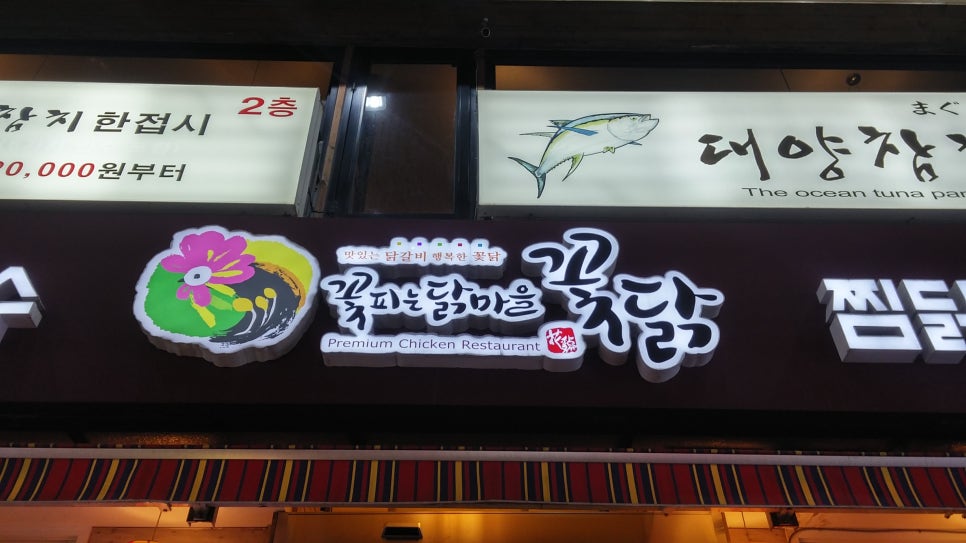 참치 한접시
2층
0,000원부터
まぐ
대양참
The ocean tuna
맛있는 닭갈비 행복한 꽃닭
꽃피는닭마을
꽃닭
Premium Chicken Restaurant
찜닭